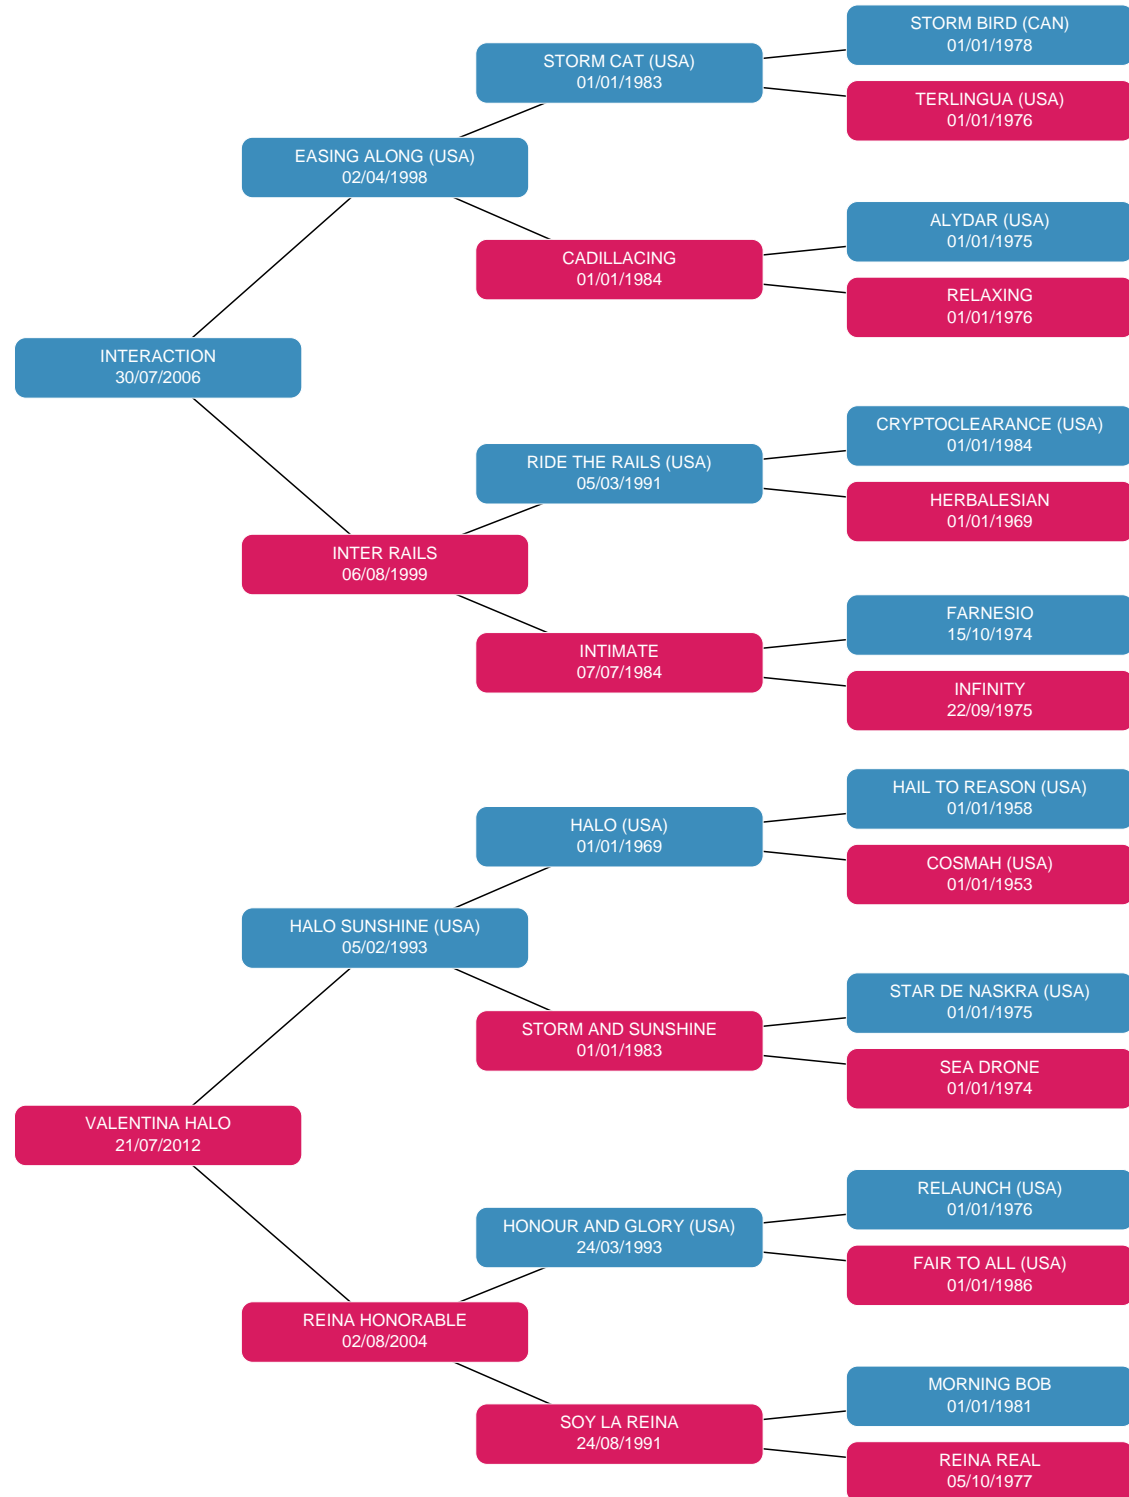 STORM BIRD (CAN)
01/01/1978
STORM CAT (USA)
01/01/1983
TERLINGUA (USA)
01/01/1976
EASING ALONG (USA)
02/04/1998
ALYDAR (USA)
01/01/1975
CADILLACING
01/01/1984
RELAXING
01/01/1976
INTERACTION
30/07/2006
CRYPTOCLEARANCE (USA)
01/01/1984
RIDE THE RAILS (USA)
05/03/1991
HERBALESIAN
01/01/1969
INTER RAILS
06/08/1999
FARNESIO
15/10/1974
INTIMATE
07/07/1984
INFINITY
22/09/1975
HAIL TO REASON (USA)
01/01/1958
HALO (USA)
01/01/1969
COSMAH (USA)
01/01/1953
HALO SUNSHINE (USA)
05/02/1993
STAR DE NASKRA (USA)
01/01/1975
STORM AND SUNSHINE
01/01/1983
SEA DRONE
01/01/1974
VALENTINA HALO
21/07/2012
RELAUNCH (USA)
01/01/1976
HONOUR AND GLORY (USA)
24/03/1993
FAIR TO ALL (USA)
01/01/1986
REINA HONORABLE
02/08/2004
MORNING BOB
01/01/1981
SOY LA REINA
24/08/1991
REINA REAL
05/10/1977